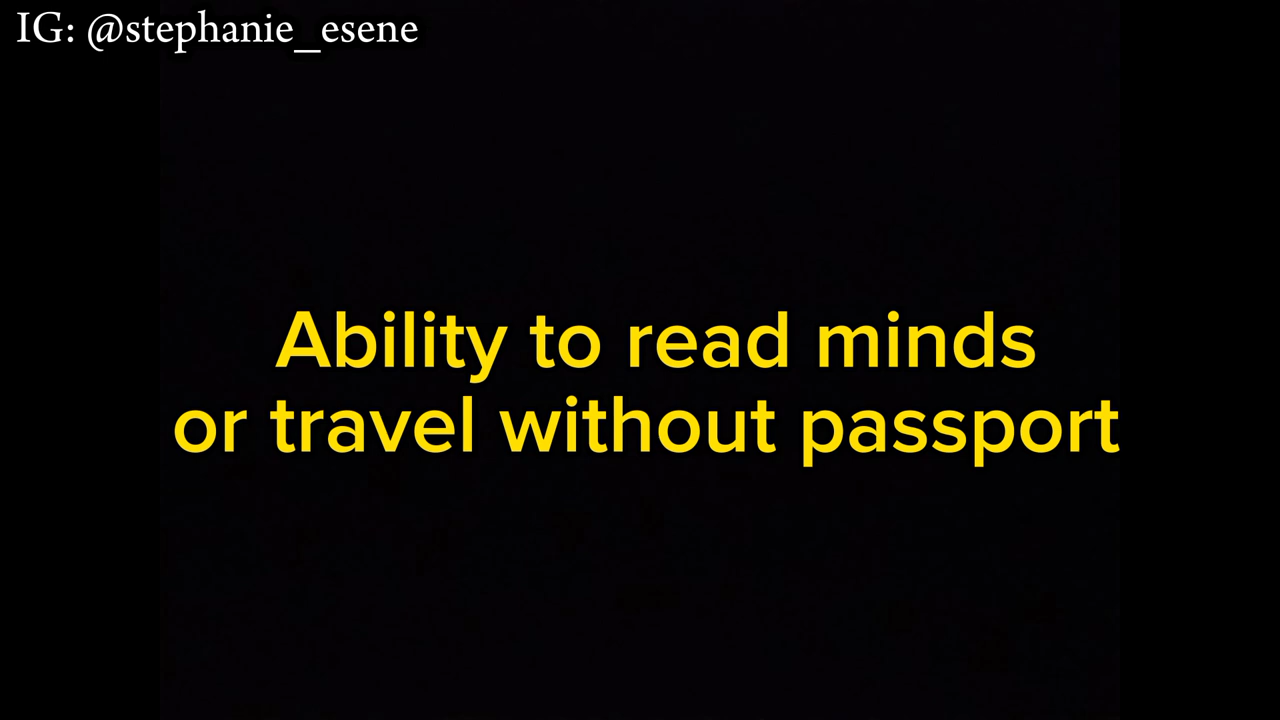 IG: @stephanie_esene
Ability to read minds
or travel without passport